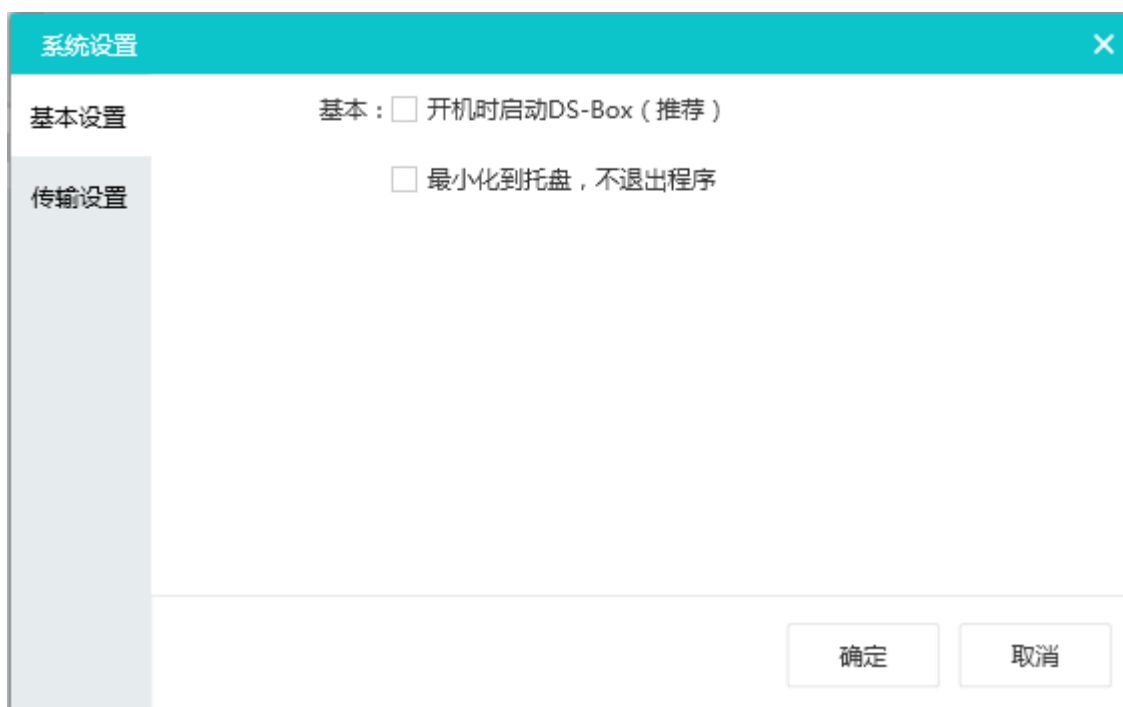 系统设置
基本设置
基本：开机时启动DS-Box（推荐）
最小化到托盘，不退出程序
传输设置
确定
取消